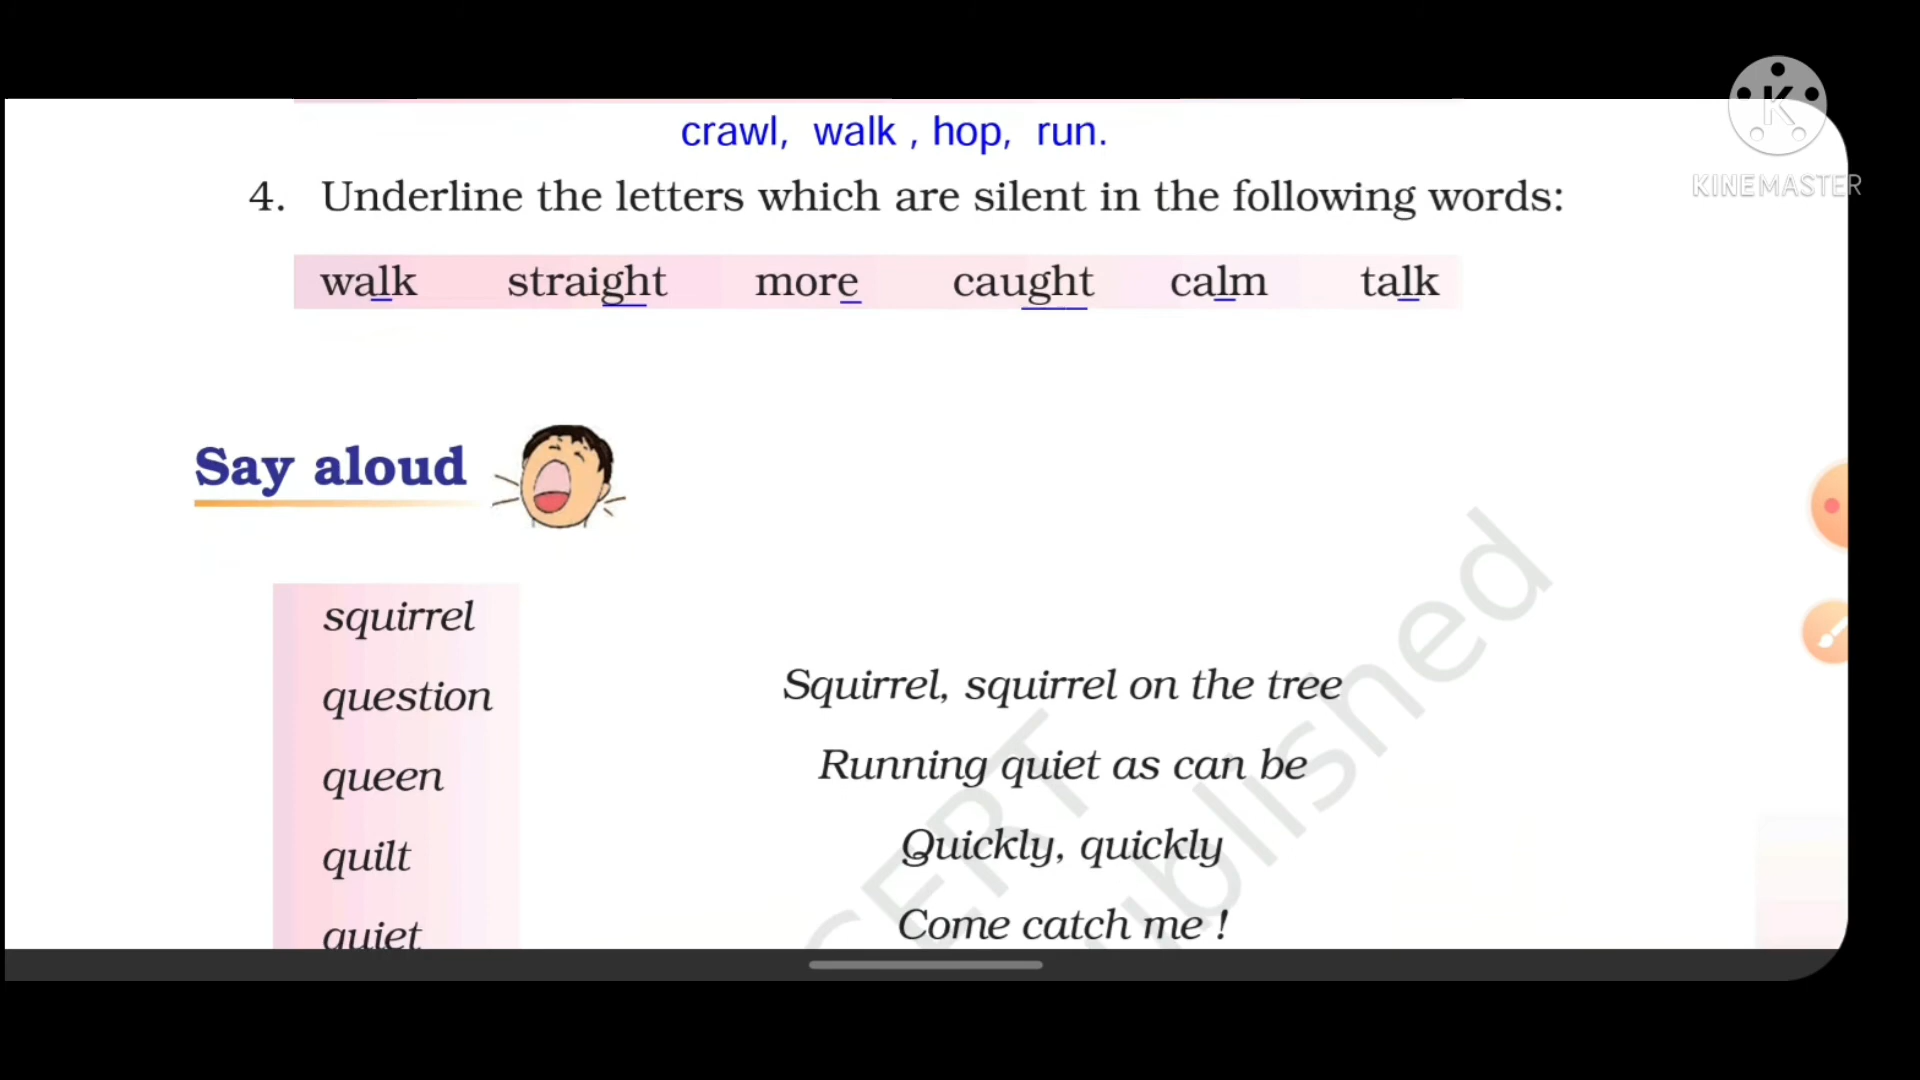 crawl, walk , hop, run.
KINEMASTER
4. Underline the letters which are silent in the following words:
walk straight more caught calm talk
Say aloud
squirrel
question
queen
quilt
quiet
Squirrel, squirrel on the tree
Running quiet as can be
Quickly, quickly
Come catch me !